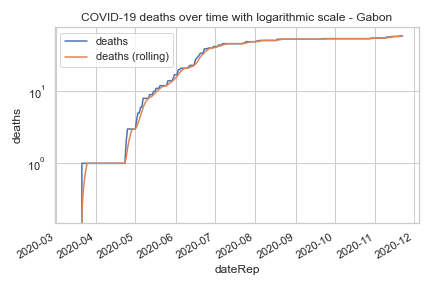 COVID-19 deaths over time with logarithmic scale - Gabon
deaths
deaths (rolling)
10¹
10⁰
deaths
2020-03
2020-04
2020-05
2020-06
2020-07
2020-08
2020-09
2020-10
2020-11
2020-12
dateRep